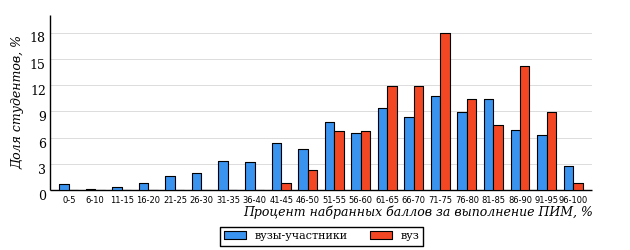 Доля студентов, %
18
15
12
9
6
3
0
0-5 6-10 11-15 16-20 21-25 26-30 31-35 36-40 41-45 46-50 51-55 56-60 61-65 66-70 71-75 76-80 81-85 86-90 91-95 96-100
Процент набранных баллов за выполнение ПИМ, %
вузы-участники вуз